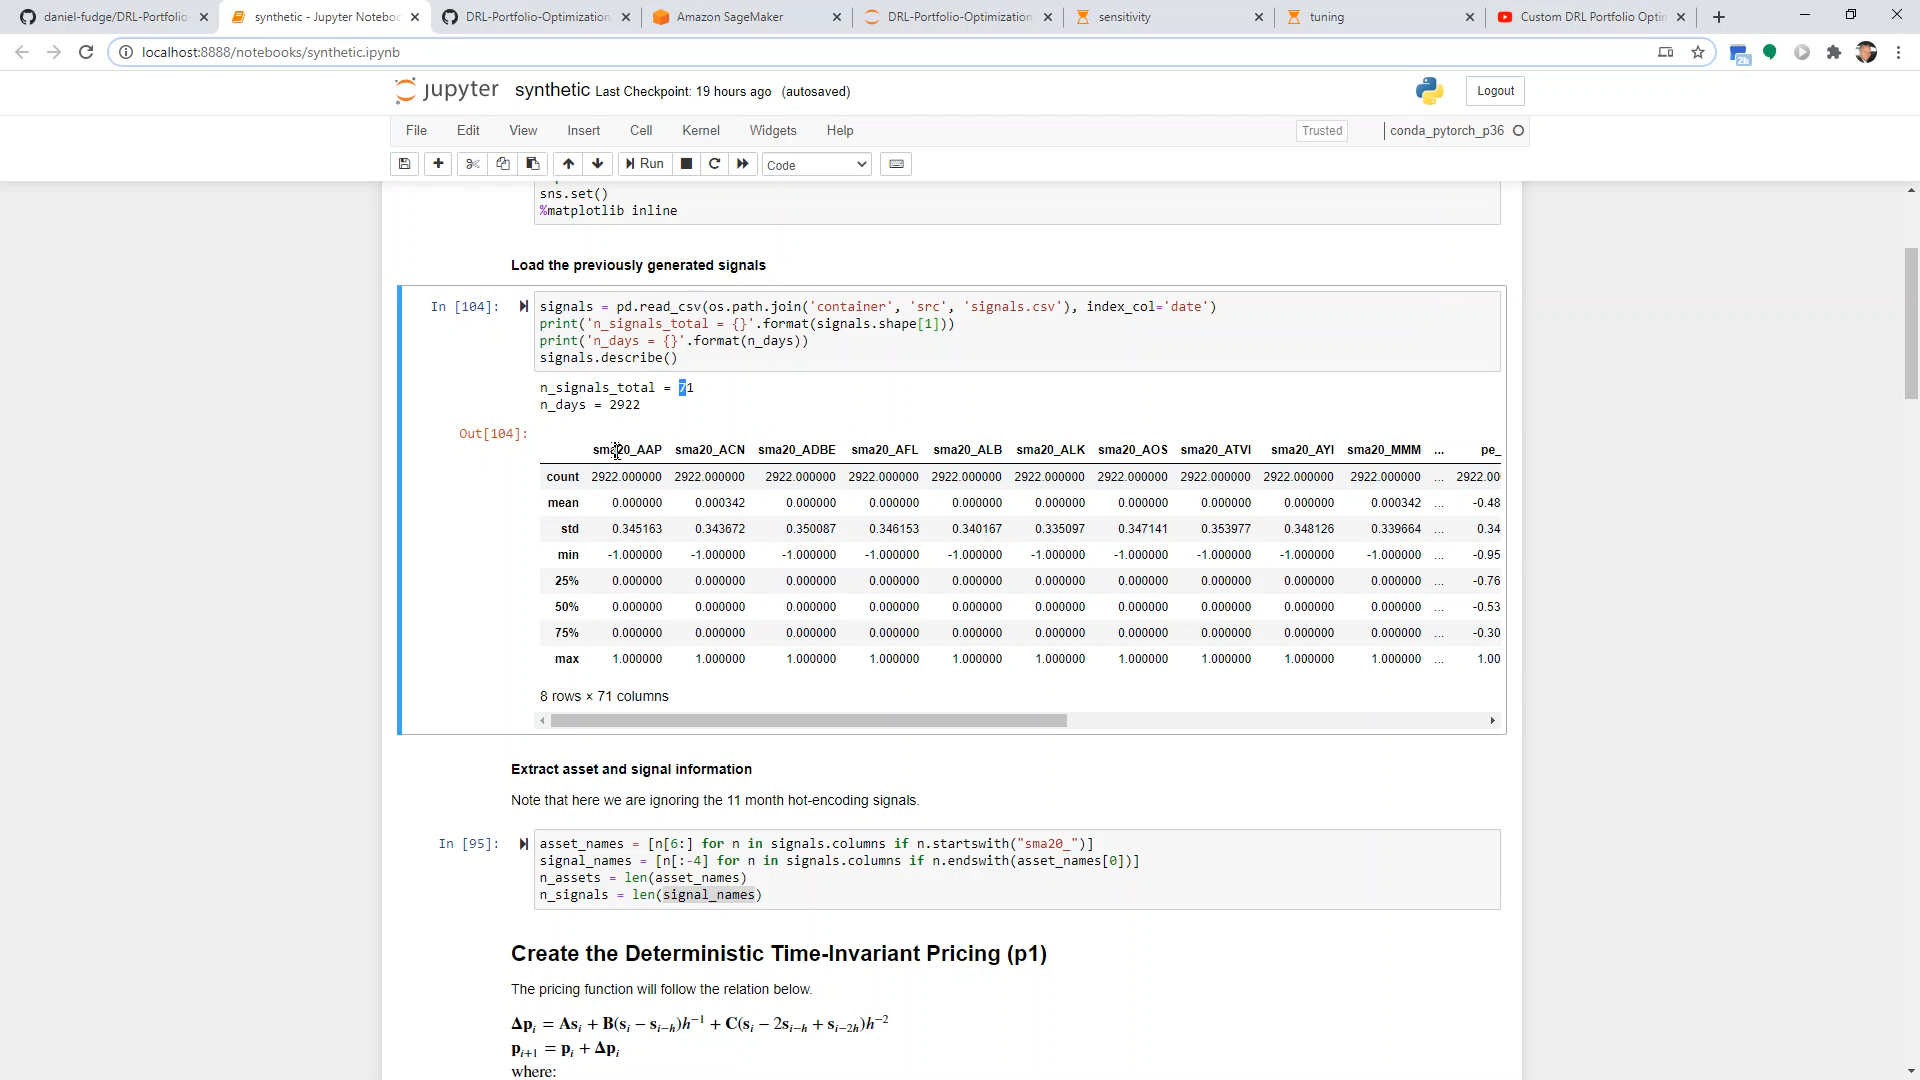 daniel-fudge/DRL-Portfolio-
synthetic - Jupyter Notebo
DRL-Portfolio-Optimization
Amazon SageMaker
DRL-Portfolio-Optimization
sensitivity
tuning
Custom DRL Portfolio Optim
localhost:8888/notebooks/synthetic.ipynb
2h
jupyter
synthetic Last Checkpoint: 19 hours ago (autosaved)
Logout
File Edit View Insert Cell Kernel Widgets Help
Trusted
conda_pytorch_p36
Run
Code
sns.set()
%matplotlib inline
Load the previously generated signals
In [104]:
signals = pd.read_csv(os.path.join('container', 'src', 'signals.csv'), index_col='date')
print('n_signals_total = {}'.format(signals.shape[1]))
print('n_days = {}'.format(n_days))
signals.describe()
n_signals_total = 71
n_days = 2922
Out[104]:
sma20_AAP sma20_ACN sma20_ADBE sma20_AFL sma20_ALB sma20_ALK sma20_AOS sma20_ATVI sma20_AYI sma20_MMM ... pe_
count 2922.000000 2922.000000 2922.000000 2922.000000 2922.000000 2922.000000 2922.000000 2922.000000 2922.000000 2922.000000 ... 2922.00
mean 0.000000 0.000342 0.000000 0.000000 0.000000 0.000000 0.000000 0.000000 0.000000 0.000342 ... -0.48
std 0.345163 0.343672 0.350087 0.346153 0.340167 0.335097 0.347141 0.353977 0.348126 0.339664 ... 0.34
min -1.000000 -1.000000 -1.000000 -1.000000 -1.000000 -1.000000 -1.000000 -1.000000 -1.000000 -1.000000 ... -0.95
25% 0.000000 0.000000 0.000000 0.000000 0.000000 0.000000 0.000000 0.000000 0.000000 0.000000 ... -0.76
50% 0.000000 0.000000 0.000000 0.000000 0.000000 0.000000 0.000000 0.000000 0.000000 0.000000 ... -0.53
75% 0.000000 0.000000 0.000000 0.000000 0.000000 0.000000 0.000000 0.000000 0.000000 0.000000 ... -0.30
max 1.000000 1.000000 1.000000 1.000000 1.000000 1.000000 1.000000 1.000000 1.000000 1.000000 ... 1.00
8 rows × 71 columns
Extract asset and signal information
Note that here we are ignoring the 11 month hot-encoding signals.
In [95]:
asset_names = [n[6:] for n in signals.columns if n.startswith("sma20_")]
signal_names = [n[:-4] for n in signals.columns if n.endswith(asset_names[0])]
n_assets = len(asset_names)
n_signals = len(signal_names)
Create the Deterministic Time-Invariant Pricing (p1)
The pricing function will follow the relation below.
Δp_i = As_i + B(s_i − s_{i−h})h^{−1} + C(s_i − 2s_{i−h} + s_{i−2h})h^{−2}
p_{i+1} = p_i + Δp_i
where: